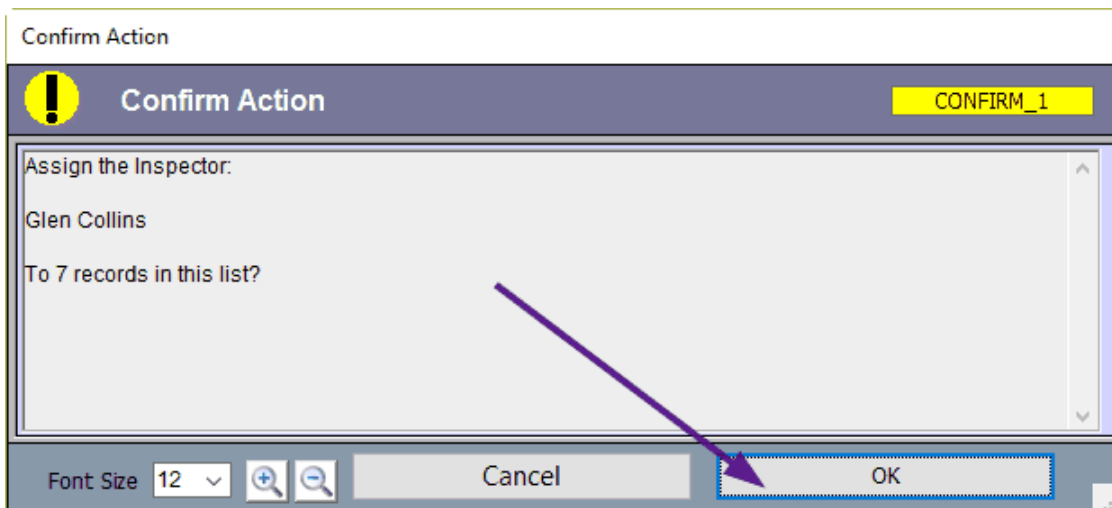 Confirm Action
Confirm Action CONFIRM_1
Assign the Inspector:
Glen Collins
To 7 records in this list?
Font Size 12 Cancel OK